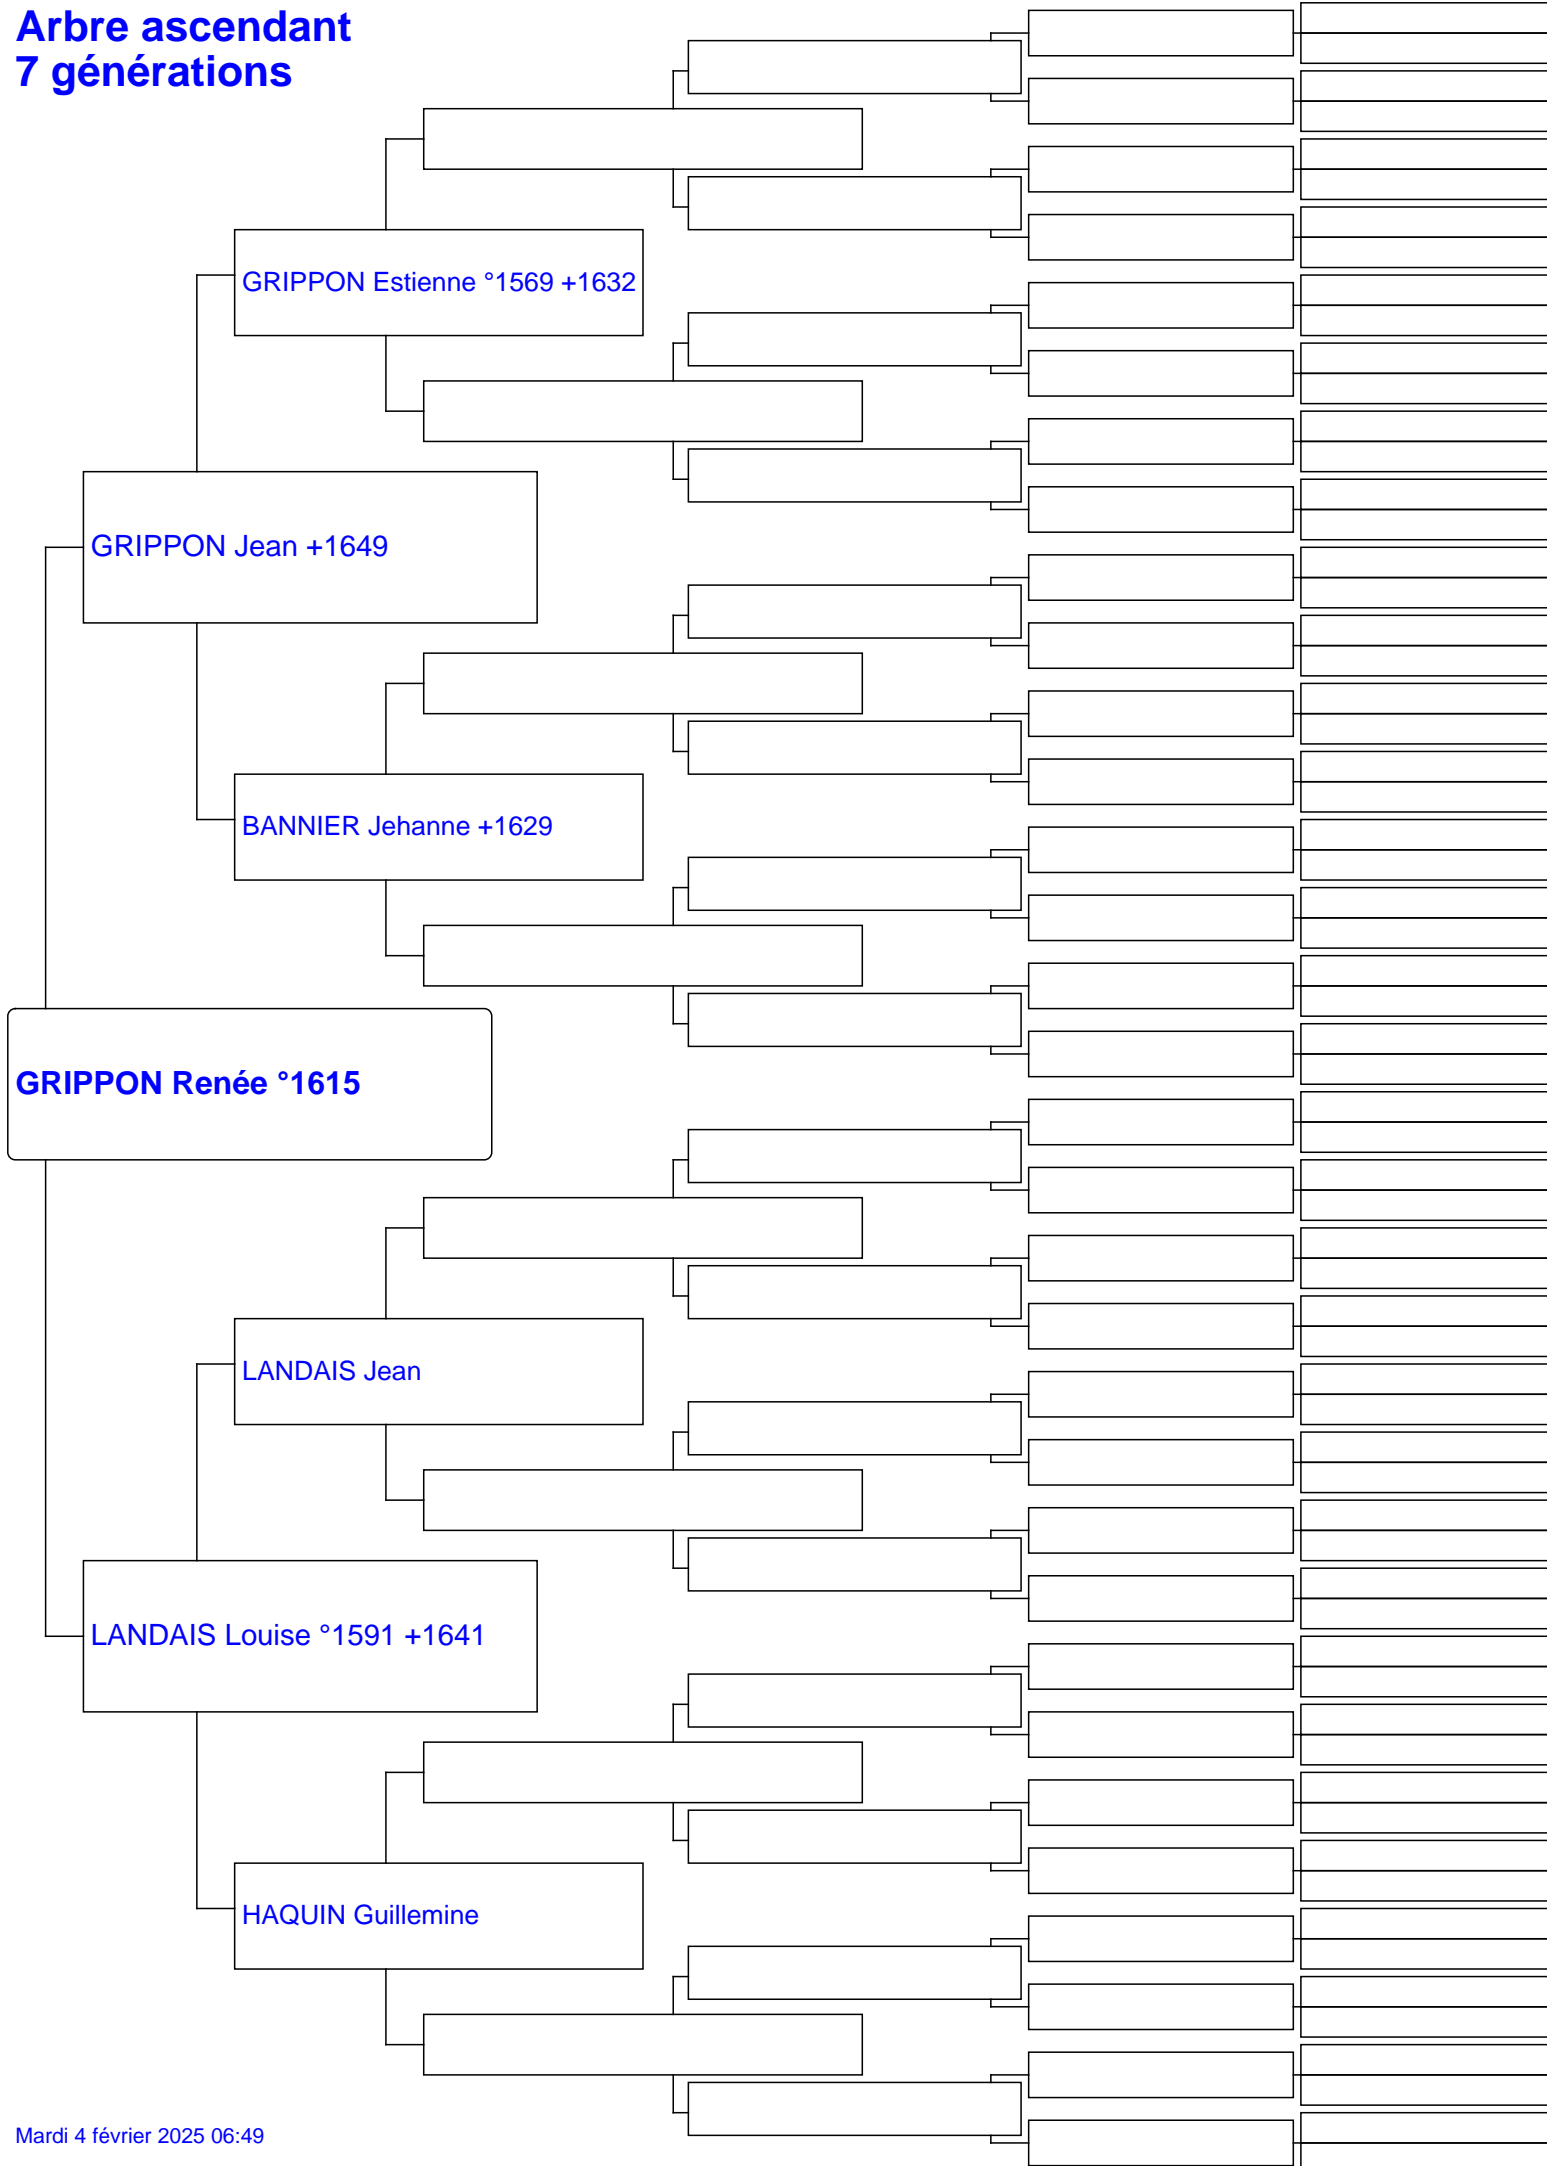 Arbre ascendant
7 générations
GRIPPON Estienne °1569 +1632
GRIPPON Jean +1649
BANNIER Jehanne +1629
GRIPPON Renée °1615
LANDAIS Jean
LANDAIS Louise °1591 +1641
HAQUIN Guillemine
Mardi 4 février 2025 06:49